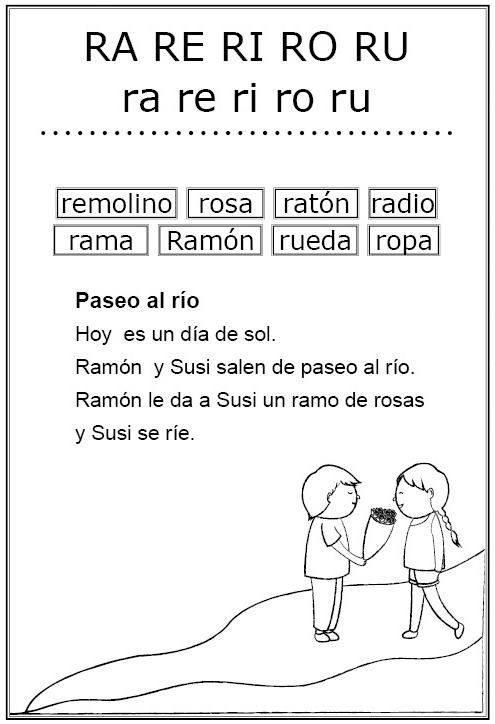 RA RE RI RO RU
ra re ri ro ru
remolino rosa ratón radio
rama Ramón rueda ropa
Paseo al río
Hoy es un día de sol.
Ramón y Susi salen de paseo al río.
Ramón le da a Susi un ramo de rosas
y Susi se ríe.